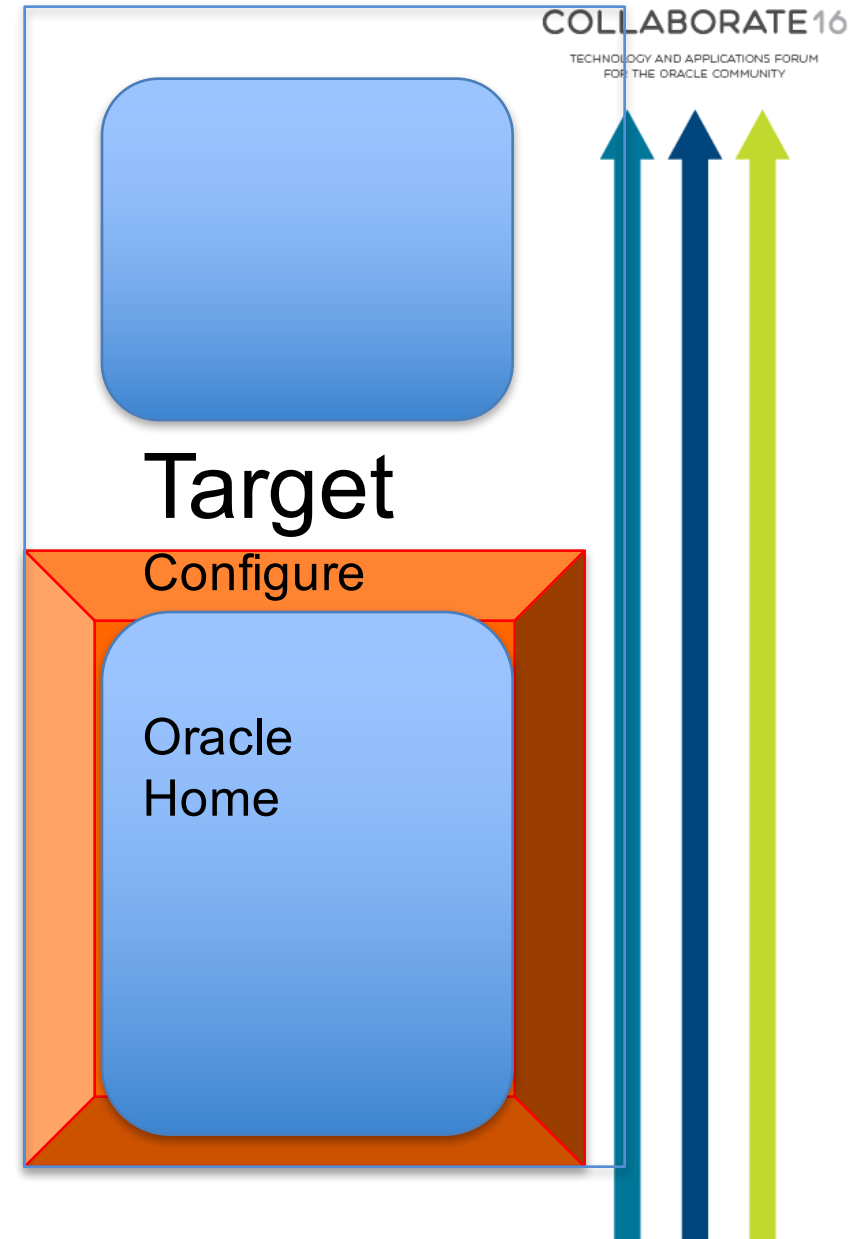 COLLABORATE16
TECHNOLOGY AND APPLICATIONS FORUM
FOR THE ORACLE COMMUNITY
Target
Configure
Oracle
Home